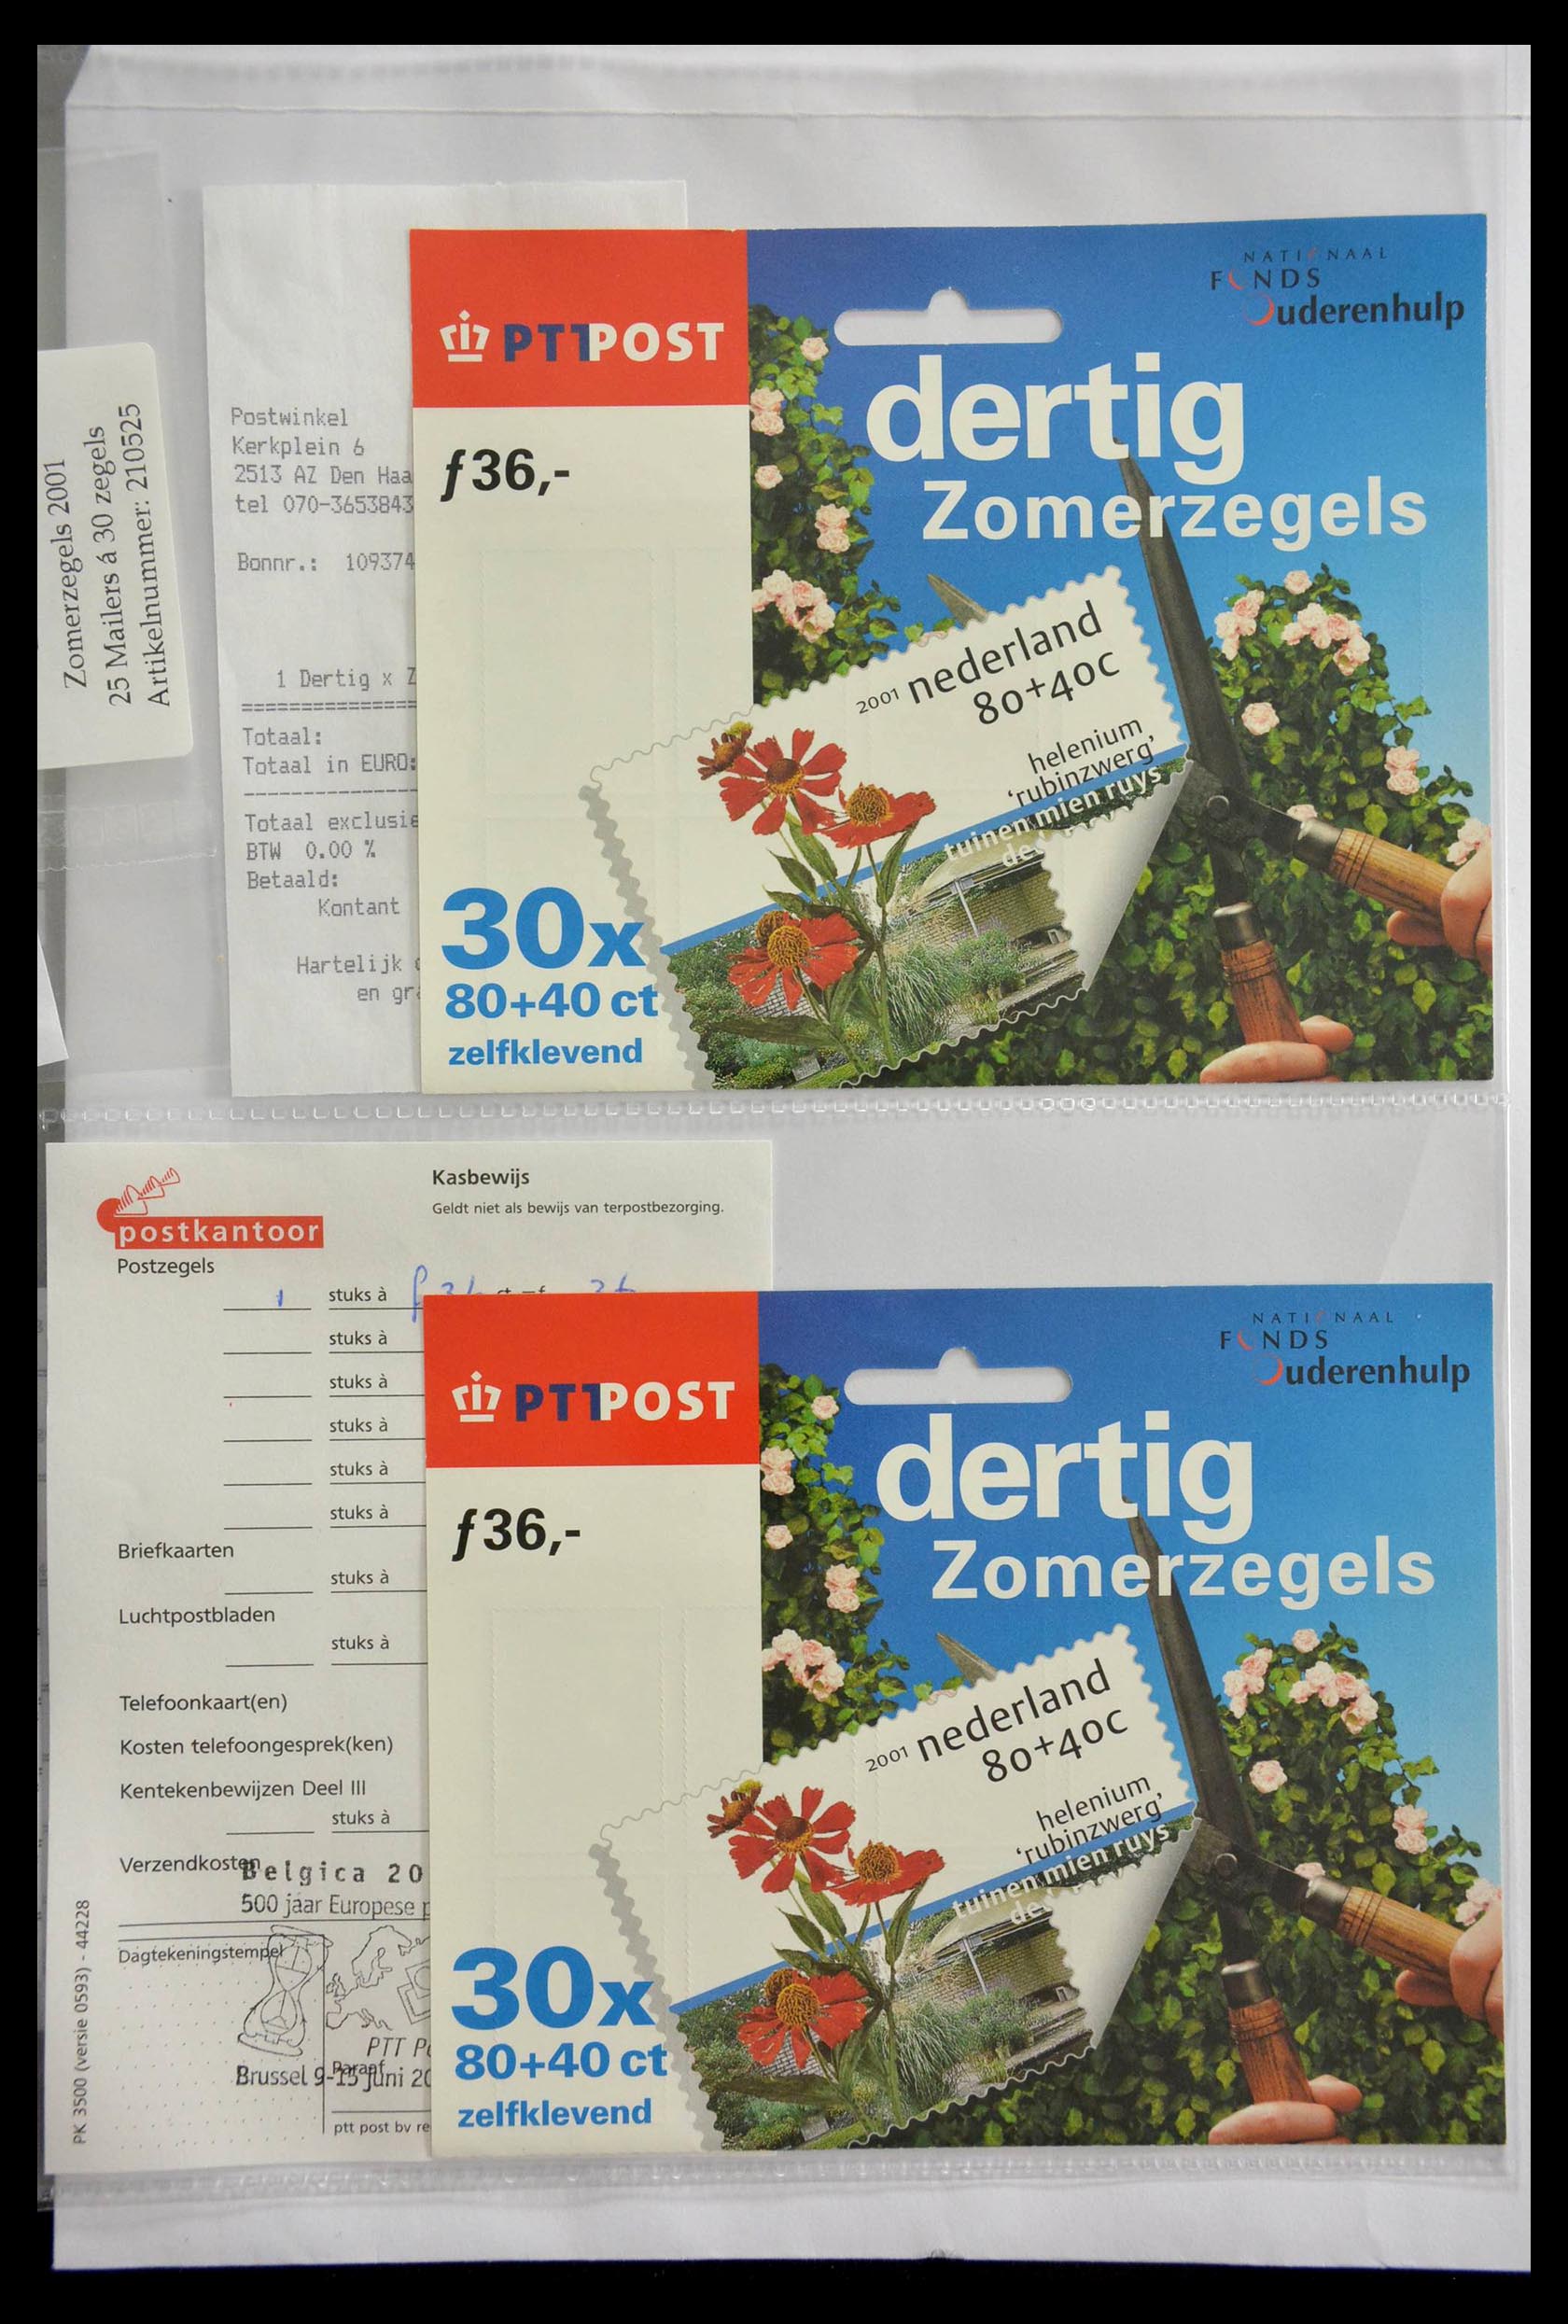 Zomerzegels 2001
25 Mailers á 30 zegels
Artikelnummer: 210525
Postwinkel
Kerkplein 6
2513 AZ Den Haa
tel 070-3653843
Bonnr.: 109374
1 Dertig x Z
Totaal:
Totaal in EURO:
Totaal exclusie
BTW 0.00 %
Betaald:
Kontant
Hartelijk
en gr
PTT POST
NATIONAAL
FONDS
Ouderenhulp
dertig
Zomerzegels
ƒ36,-
2001 nederland
80+40c
helenium
'rubinzwerg'
tuinen mien ruys
30x
80+40 ct
zelfklevend
postkantoor
Kasbewijs
Geldt niet als bewijs van terpostbezorging.
Postzegels
1 stuks à
stuks à
stuks à
stuks à
stuks à
stuks à
Briefkaarten
stuks à
Luchtpostbladen
stuks à
Telefoonkaart(en)
Kosten telefoongesprek(ken)
Kentekenbewijzen Deel III
stuks à
Verzendkosten
Belgica 20
500 jaar Europese p
Dagtekeningstempel
PTT P
Paraaf
Brussel 9-15 juni 20
ptt post bv re
PK 3500 (versie 0593) - 44228
PTT POST
NATIONAAL
FONDS
Ouderenhulp
dertig
Zomerzegels
ƒ36,-
2001 nederland
80+40c
helenium
'rubinzwerg'
tuinen mien ruys
30x
80+40 ct
zelfklevend